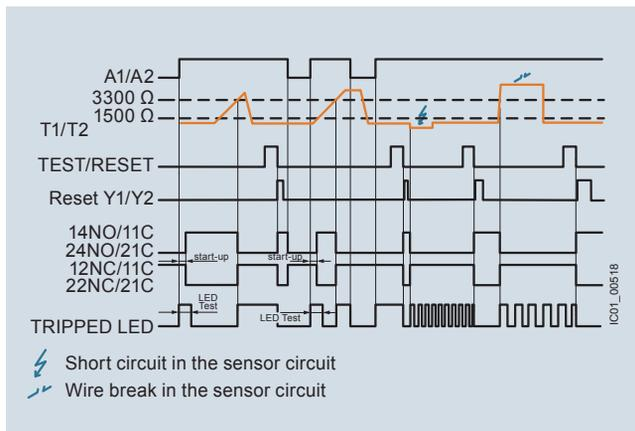 A1/A2
3300 Ω
1500 Ω
T1/T2
TEST/RESET
Reset Y1/Y2
14NO/11C
24NO/21C
start-up
start-up
12NC/11C
22NC/21C
LED
Test
LED Test
TRIPPED LED
IC01_00518
Short circuit in the sensor circuit
Wire break in the sensor circuit